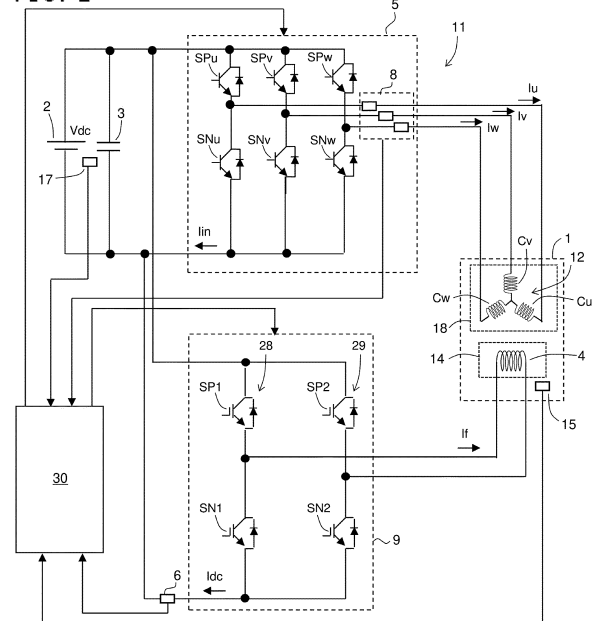 5
11
SPu
SPv
SPw
8
2
Vdc
3
Iu
Iv
Iw
17
SNu
SNv
SNw
Iin
1
Cv
12
Cw
Cu
18
28
29
14
4
SP1
SP2
15
If
30
SN1
SN2
9
6
Idc